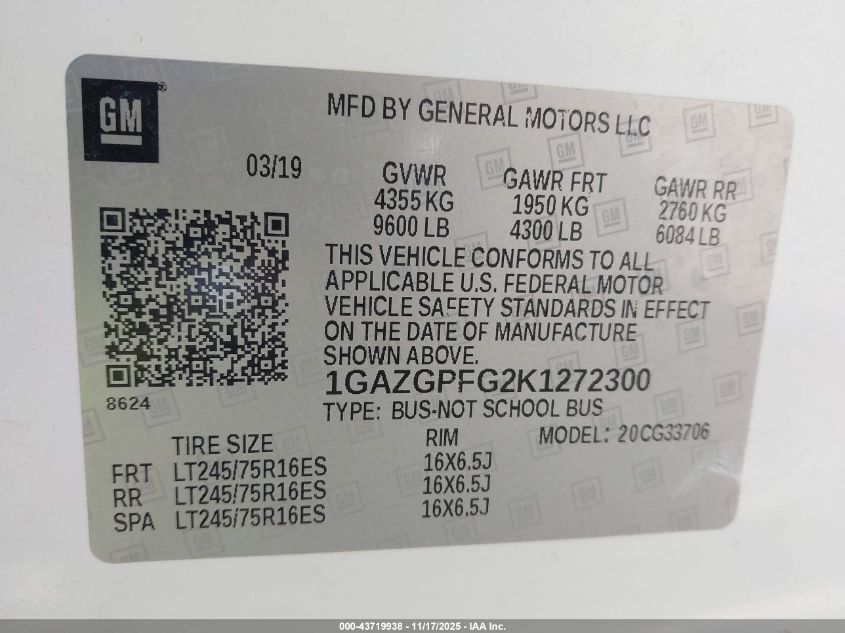 GM
MFD BY GENERAL MOTORS LLC
03/19
GVWR
4355 KG
9600 LB
GAWR FRT
1950 KG
4300 LB
GAWR RR
2760 KG
6084 LB
THIS VEHICLE CONFORMS TO ALL
APPLICABLE U.S. FEDERAL MOTOR
VEHICLE SAFETY STANDARDS IN EFFECT
ON THE DATE OF MANUFACTURE
SHOWN ABOVE.
1GAZGPFG2K1272300
TYPE: BUS-NOT SCHOOL BUS
8624
TIRE SIZE RIM MODEL: 20CG33706
FRT LT245/75R16ES 16X6.5J
RR LT245/75R16ES 16X6.5J
SPA LT245/75R16ES 16X6.5J
000-43719938 - 11/17/2025 - IAA Inc.